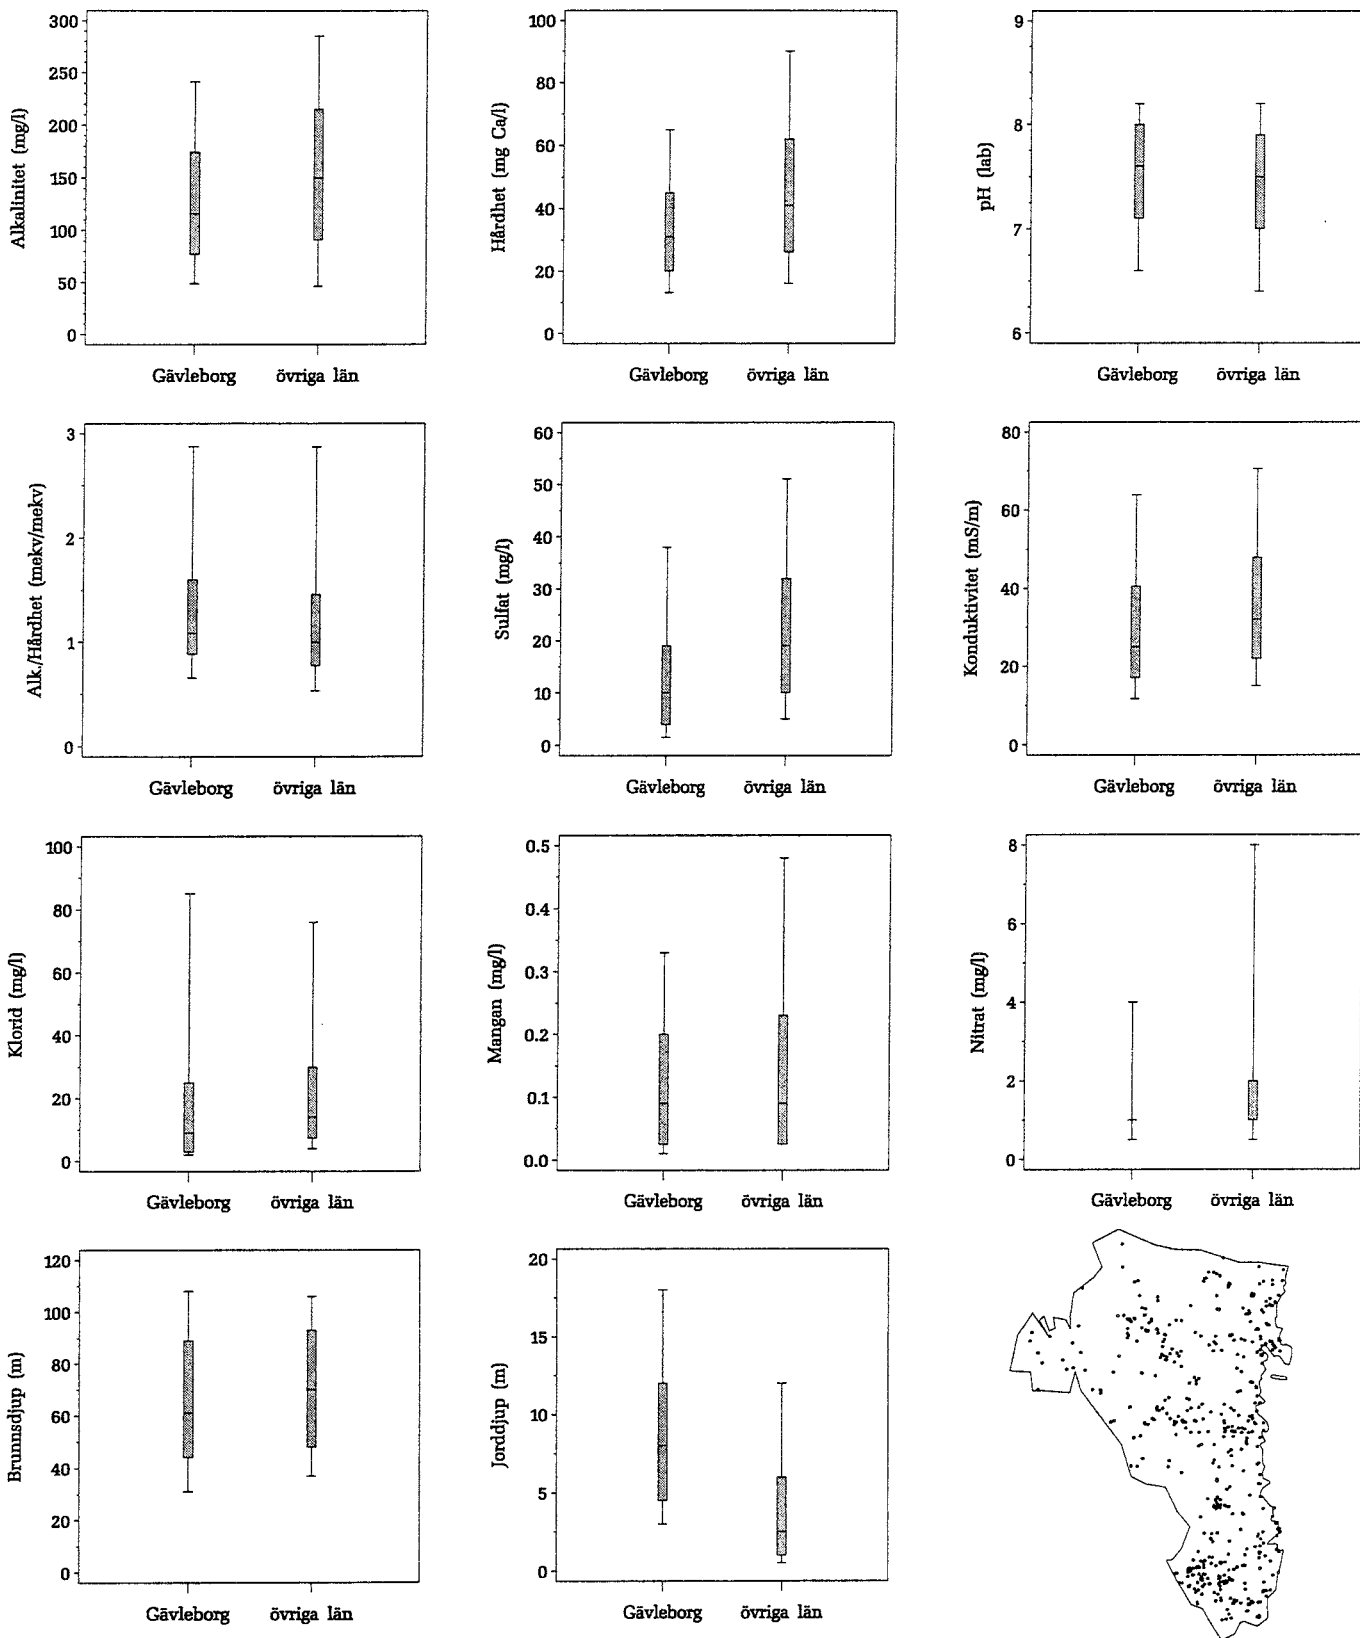 Alkalinitet (mg/l)
300
250
200
150
100
50
0
Gävleborg övriga län
Hårdhet (mg Ca/l)
100
80
60
40
20
0
Gävleborg övriga län
pH (lab)
9
8
7
6
Gävleborg övriga län
Alk./Hårdhet (mekv/mekv)
3
2
1
0
Gävleborg övriga län
Sulfat (mg/l)
60
50
40
30
20
10
0
Gävleborg övriga län
Konduktivitet (mS/m)
80
60
40
20
0
Gävleborg övriga län
Klorid (mg/l)
100
80
60
40
20
0
Gävleborg övriga län
Mangan (mg/l)
0.5
0.4
0.3
0.2
0.1
0.0
Gävleborg övriga län
Nitrat (mg/l)
8
6
4
2
0
Gävleborg övriga län
Brunnsdjup (m)
120
100
80
60
40
20
0
Gävleborg övriga län
Jorddjup (m)
20
15
10
5
0
Gävleborg övriga län